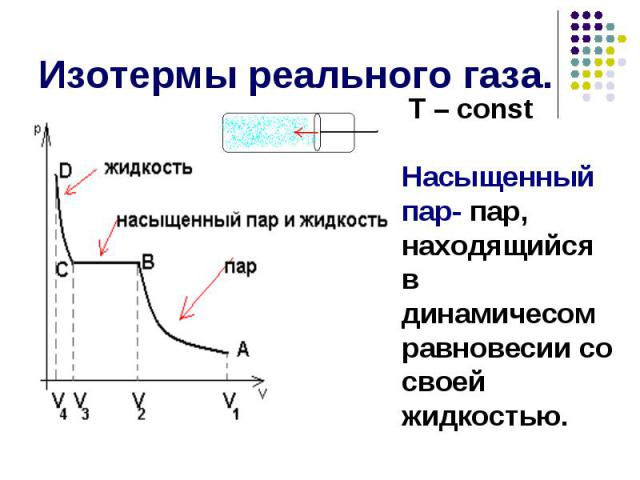 Изотермы реального газа.
T – const
p
D
жидкость
насыщенный пар и жидкость
C
B
пар
A
V4 V3 V2 V1
V
Насыщенный
пар- пар,
находящийся
в
динамичесом
равновесии со
своей
жидкостью.